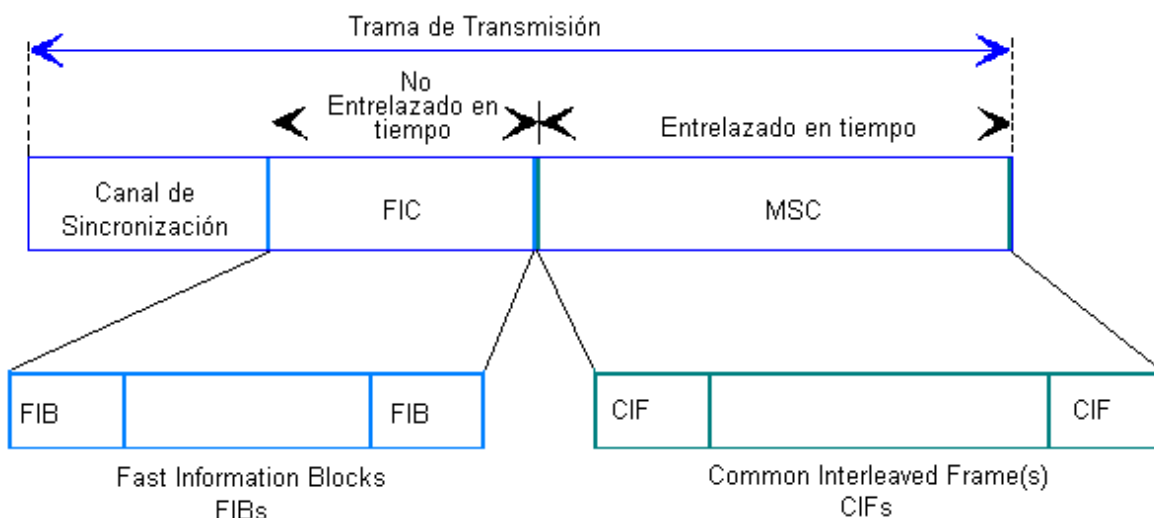 Trama de Transmisión
No
Entrelazado en
tiempo
Entrelazado en tiempo
Canal de
Sincronización
FIC
MSC
FIB
FIB
CIF
CIF
Fast Information Blocks
FIBs
Common Interleaved Frame(s)
CIFs